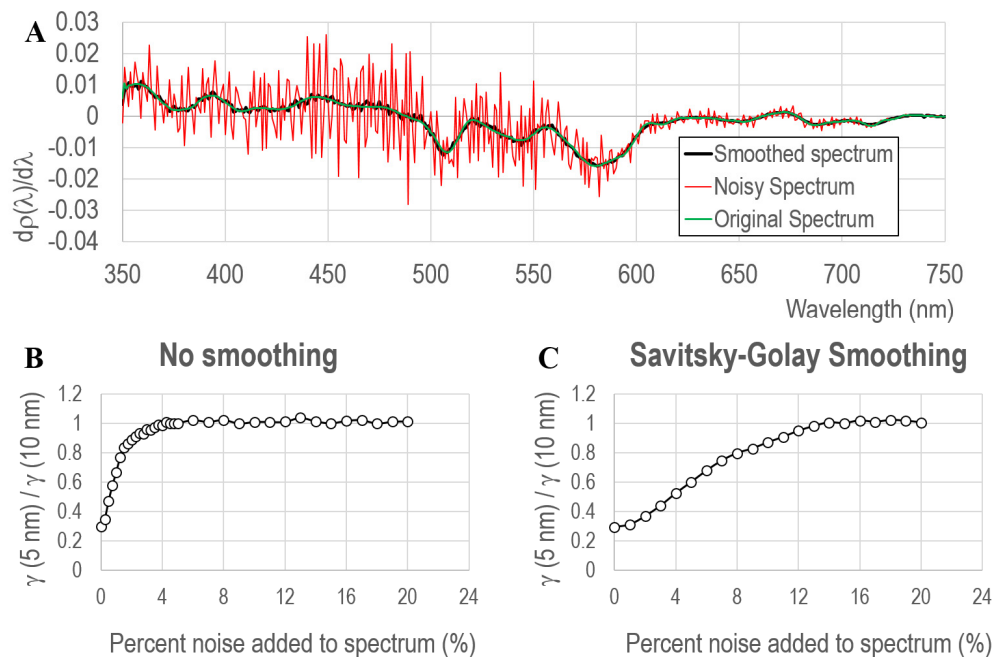 A
0.03
0.02
0.01
0
-0.01
-0.02
-0.03
-0.04
dρ(λ)/dλ
350 400 450 500 550 600 650 700 750
Wavelength (nm)
Smoothed spectrum
Noisy Spectrum
Original Spectrum
B No smoothing
1.2
1
0.8
0.6
0.4
0.2
0
γ (5 nm) / γ (10 nm)
0 4 8 12 16 20 24
Percent noise added to spectrum (%)
C Savitsky-Golay Smoothing
1.2
1
0.8
0.6
0.4
0.2
0
γ (5 nm) / γ (10 nm)
0 4 8 12 16 20 24
Percent noise added to spectrum (%)